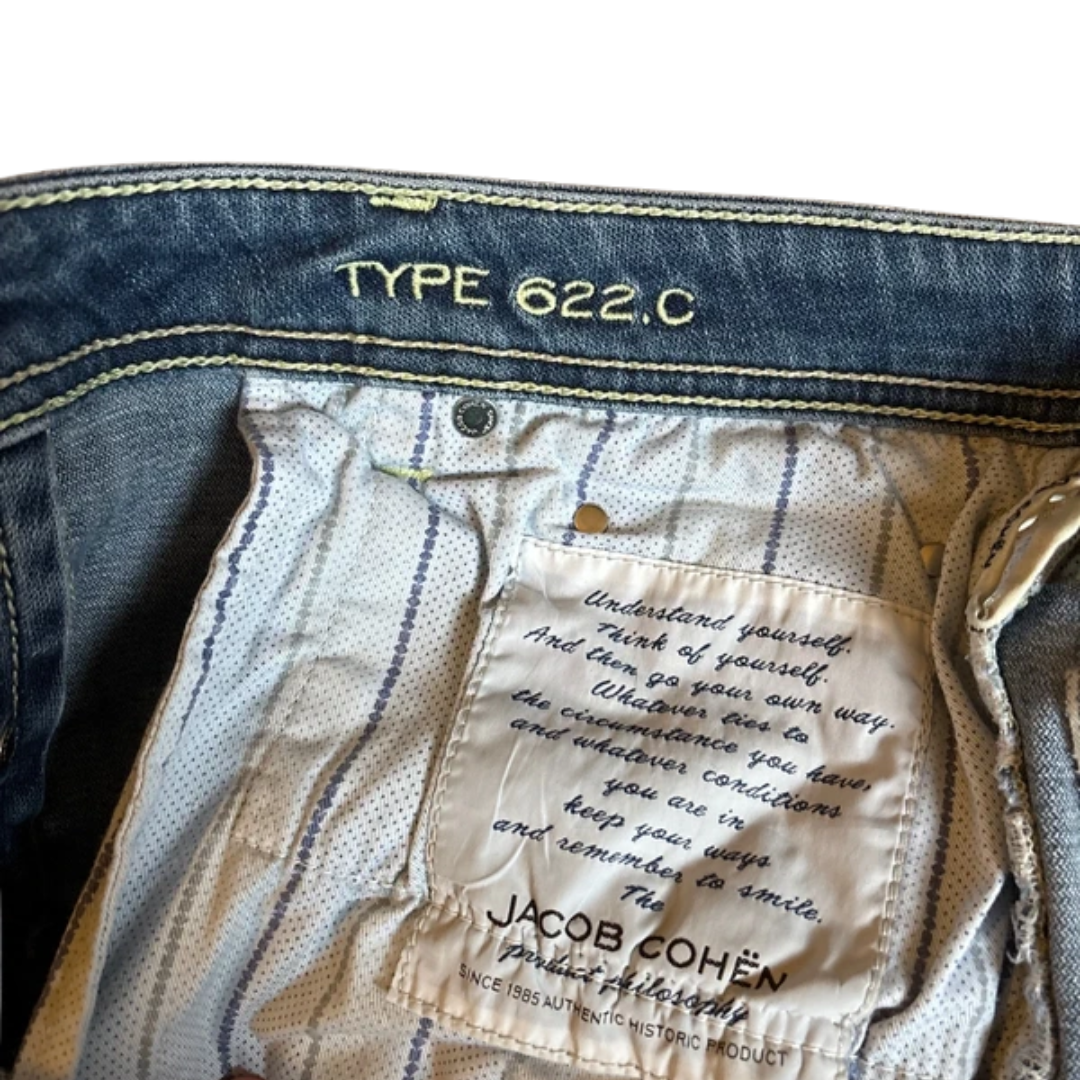 TYPE 622.C
Understand yourself.
Think of yourself.
And then go your own way.
Whatever ties to
the circumstance you have,
and whatever conditions
you are in
keep your ways
and remember to smile.
The
JACOB COHËN
product philosophy
SINCE 1985 AUTHENTIC HISTORIC PRODUCT